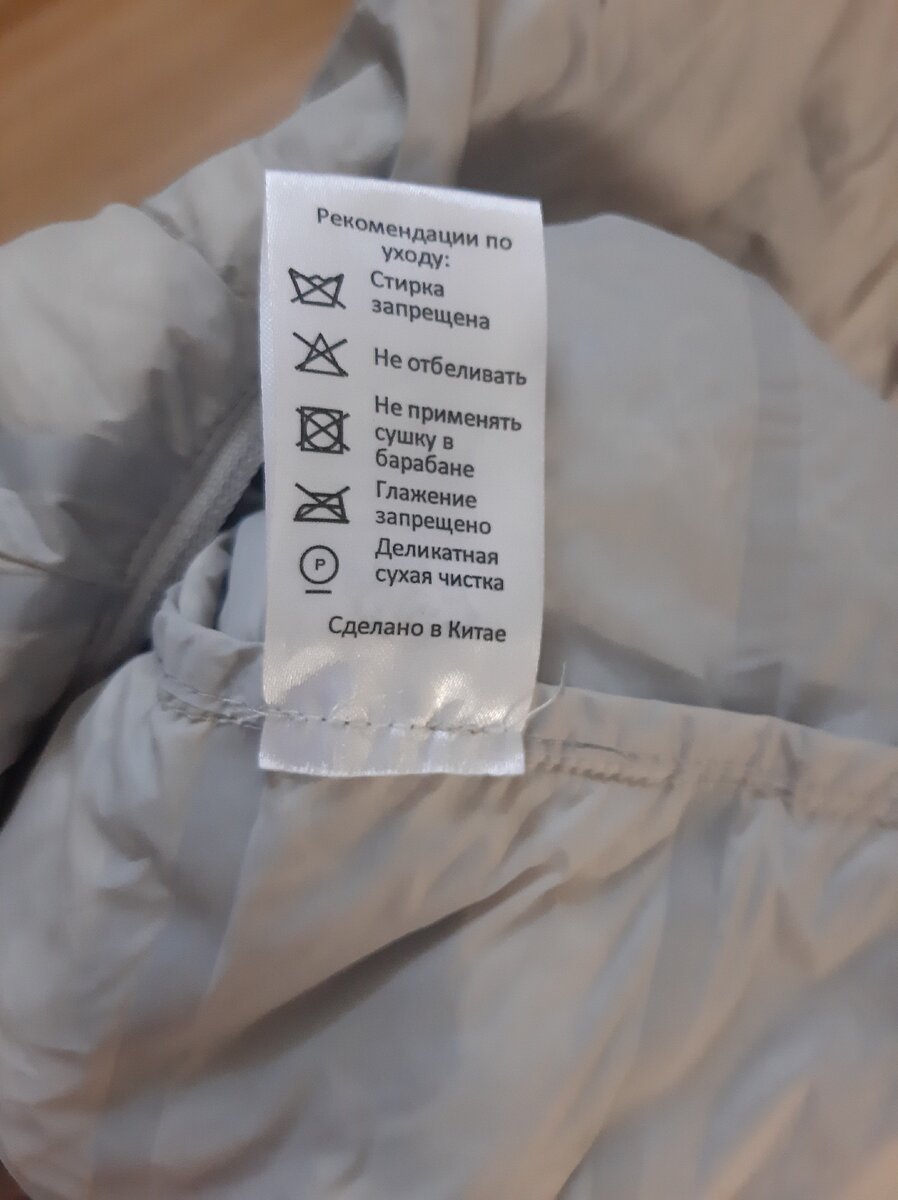 Рекомендации по
уходу:
Стирка
запрещена
Не отбеливать
Не применять
сушку в
барабане
Глажение
запрещено
P
Деликатная
сухая чистка
Сделано в Китае